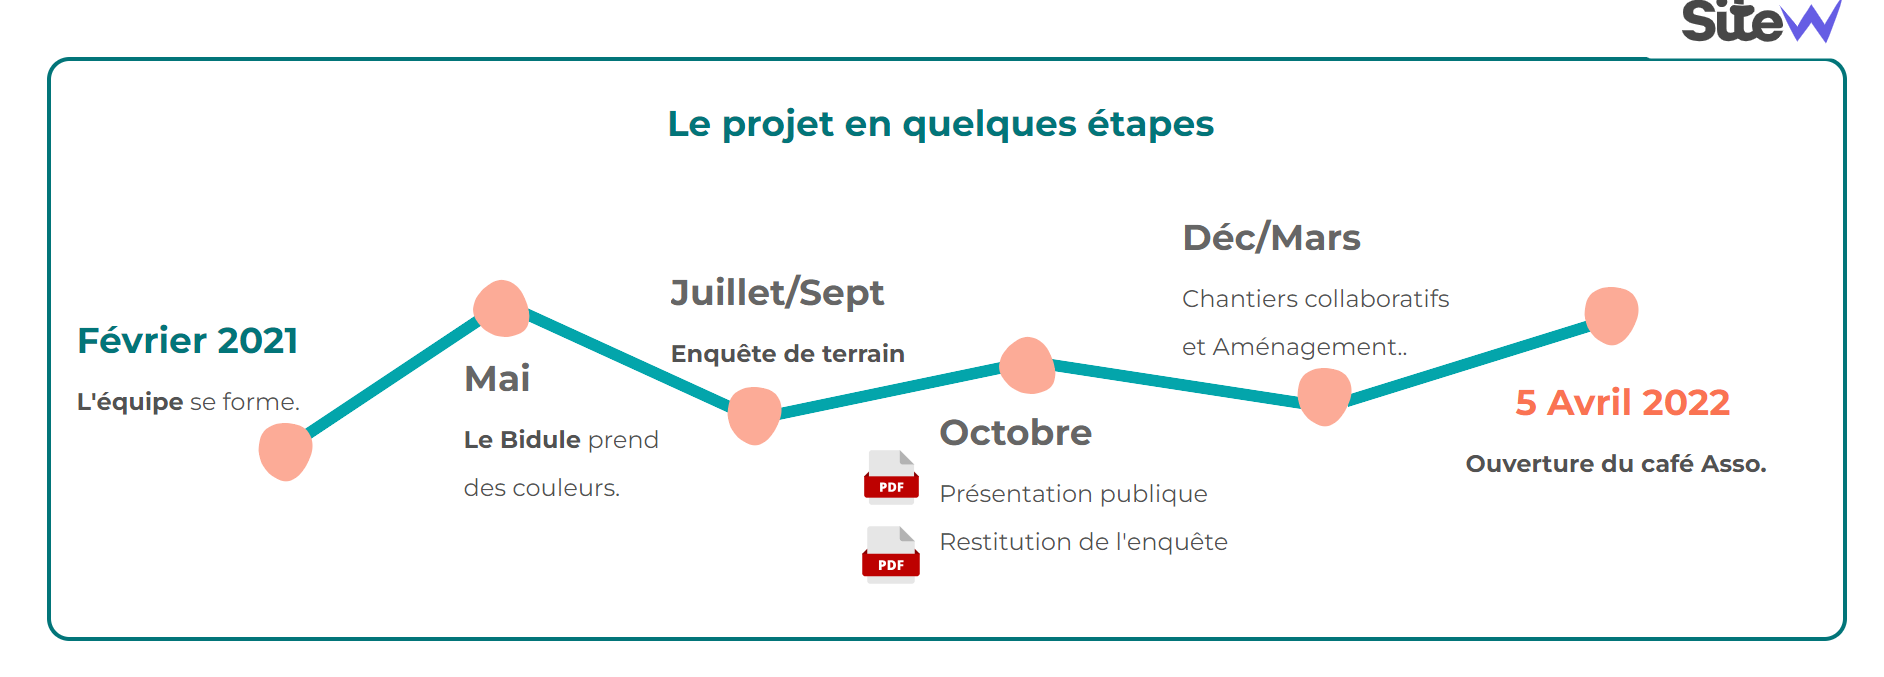 SiteW
Le projet en quelques étapes
Février 2021
L'équipe se forme.
Mai
Le Bidule prend
des couleurs.
Juillet/Sept
Enquête de terrain
Octobre
PDF
Présentation publique
PDF
Restitution de l'enquête
Déc/Mars
Chantiers collaboratifs
et Aménagement..
5 Avril 2022
Ouverture du café Asso.